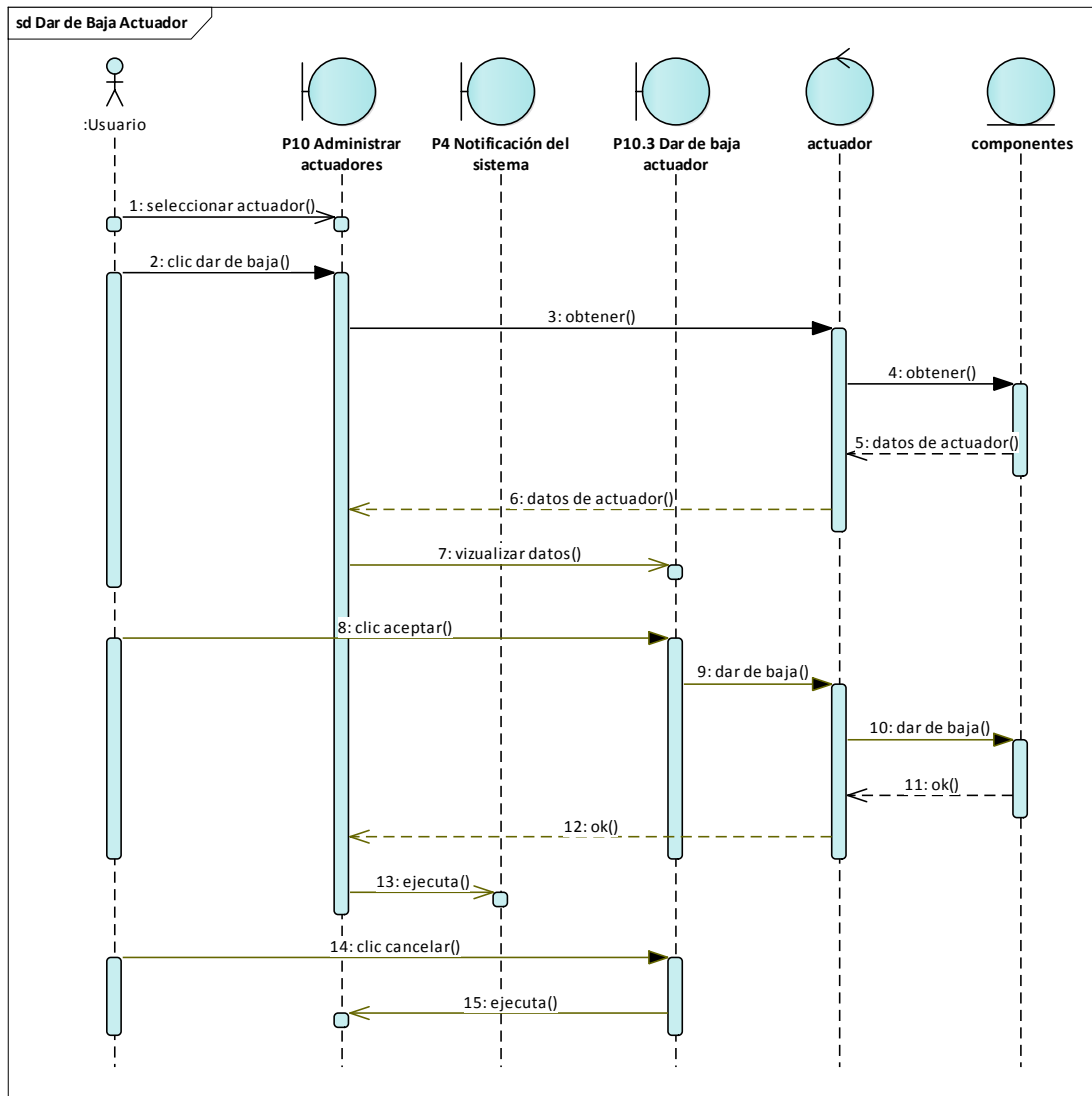 sd Dar de Baja Actuador
:Usuario
P10 Administrar
actuadores
P4 Notificación del
sistema
P10.3 Dar de baja
actuador
actuador
componentes
1: seleccionar actuador()
2: clic dar de baja()
3: obtener()
4: obtener()
5: datos de actuador()
6: datos de actuador()
7: vizualizar datos()
8: clic aceptar()
9: dar de baja()
10: dar de baja()
11: ok()
12: ok()
13: ejecuta()
14: clic cancelar()
15: ejecuta()